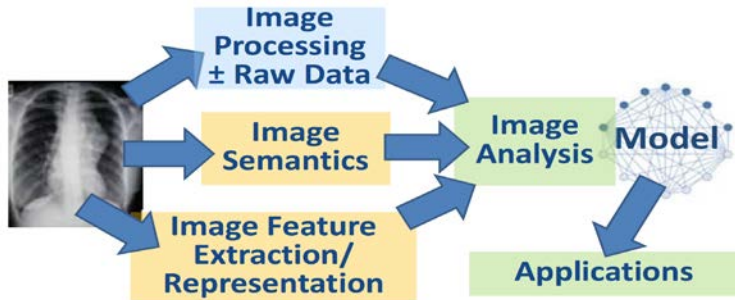 Image
Processing
± Raw Data
Image
Semantics
Image Feature
Extraction/
Representation
Image
Analysis
Model
Applications